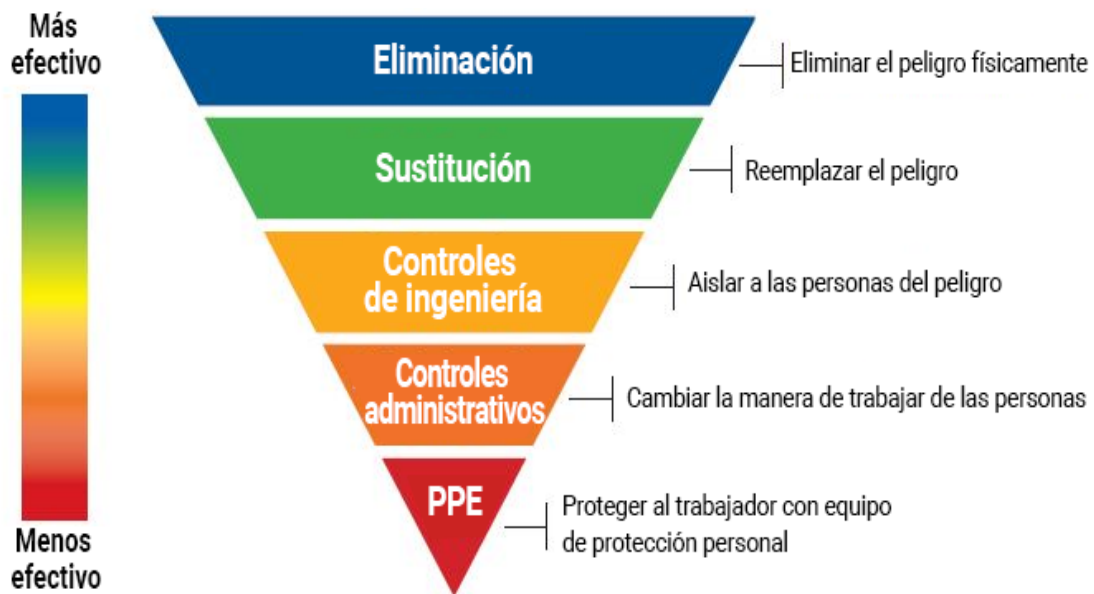 Más
efectivo
Eliminación
Eliminar el peligro físicamente
Sustitución
Reemplazar el peligro
Controles
de ingeniería
Aislar a las personas del peligro
Controles
administrativos
Cambiar la manera de trabajar de las personas
PPE
Proteger al trabajador con equipo
de protección personal
Menos
efectivo